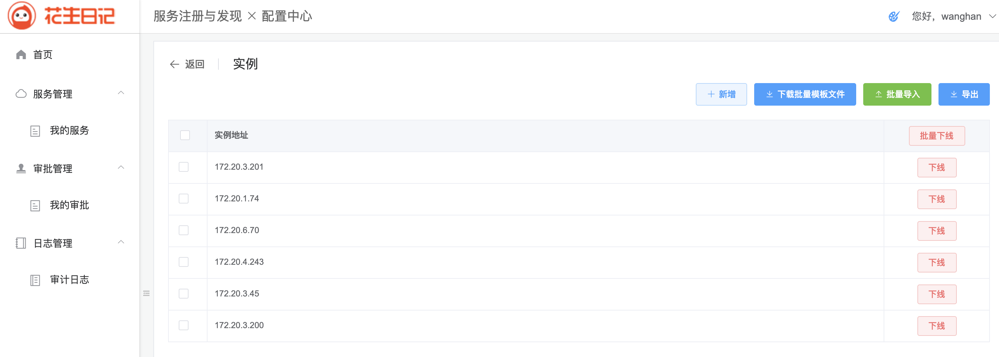 花生日记
服务注册与发现 × 配置中心
您好，wanghan
首页
服务管理
我的服务
审批管理
我的审批
日志管理
审计日志
返回
实例
新增
下载批量模板文件
批量导入
导出
实例地址
批量下线
172.20.3.201
下线
172.20.1.74
下线
172.20.6.70
下线
172.20.4.243
下线
172.20.3.45
下线
172.20.3.200
下线